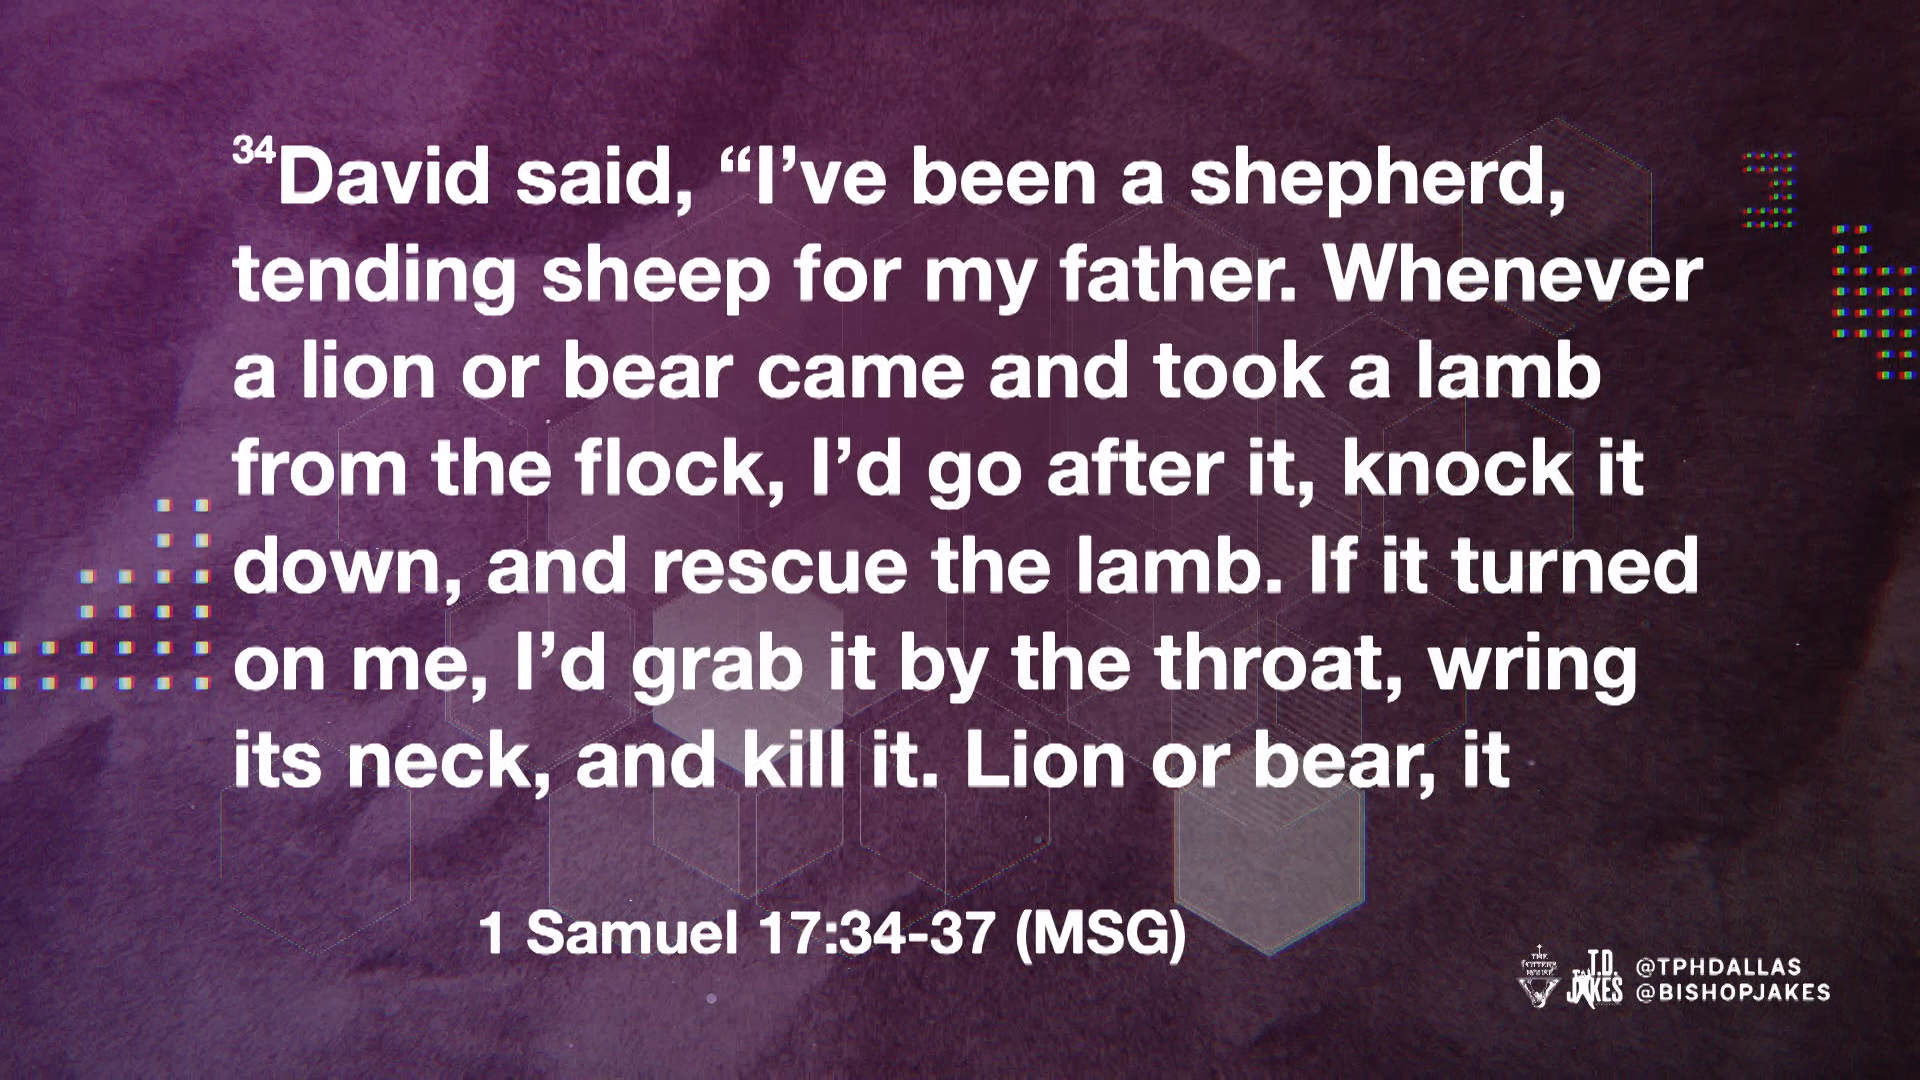 34David said, “I’ve been a shepherd,
tending sheep for my father. Whenever
a lion or bear came and took a lamb
from the flock, I’d go after it, knock it
down, and rescue the lamb. If it turned
on me, I’d grab it by the throat, wring
its neck, and kill it. Lion or bear, it
1 Samuel 17:34-37 (MSG)
THE
POTTER'S
HOUSE
T.D.
JAKES
@TPHDALLAS
@BISHOPJAKES